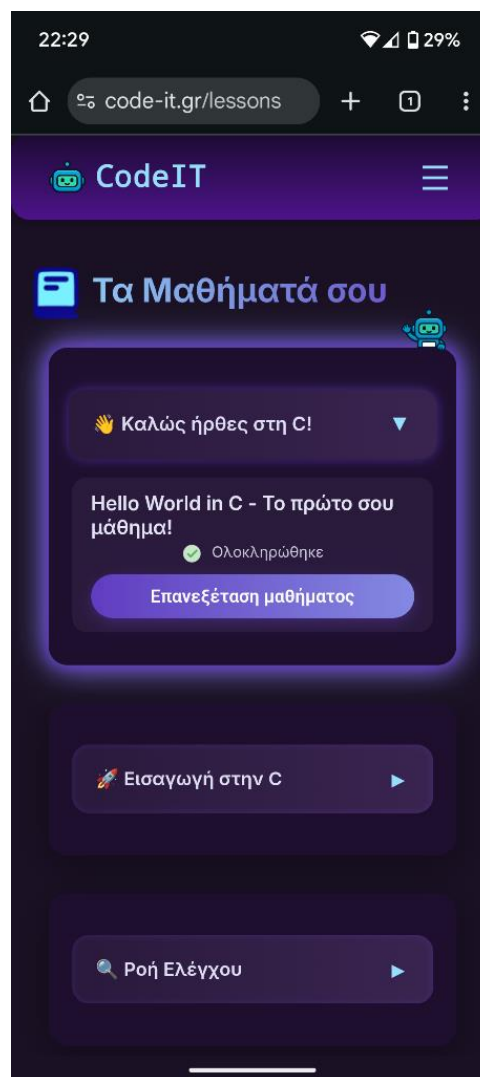 22:29
29%
code-it.gr/lessons
1
CodeIT
Τα Μαθήματά σου
👋 Καλώς ήρθες στη C!
Hello World in C - Το πρώτο σου
μάθημα!
Ολοκληρώθηκε
Επανεξέταση μαθήματος
🚀 Εισαγωγή στην C
🔍 Ροή Ελέγχου